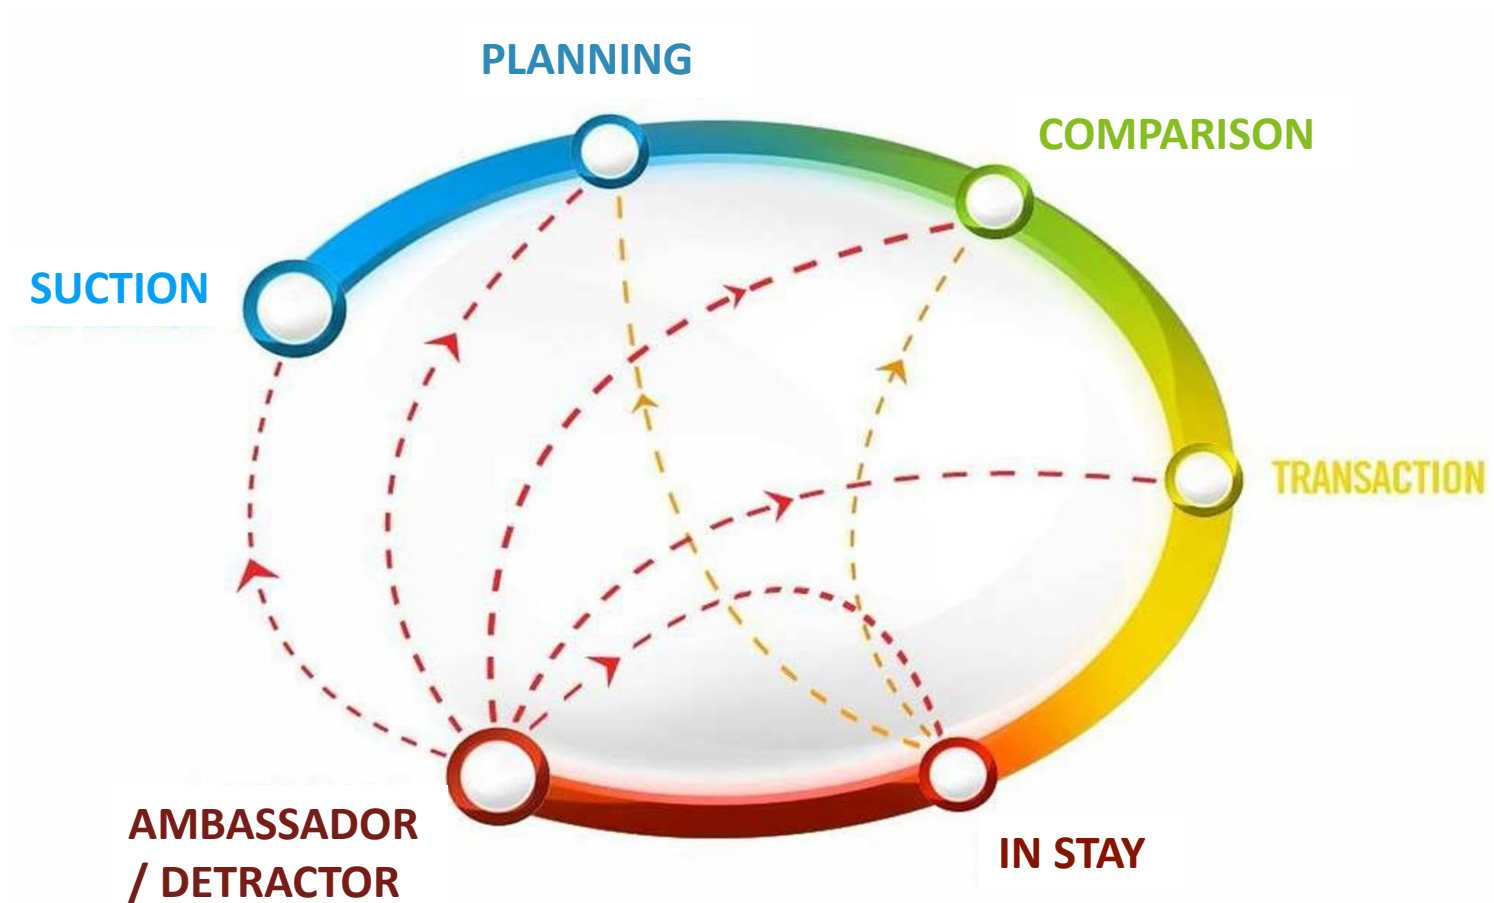 PLANNING
COMPARISON
SUCTION
TRANSACTION
AMBASSADOR
/ DETRACTOR
IN STAY